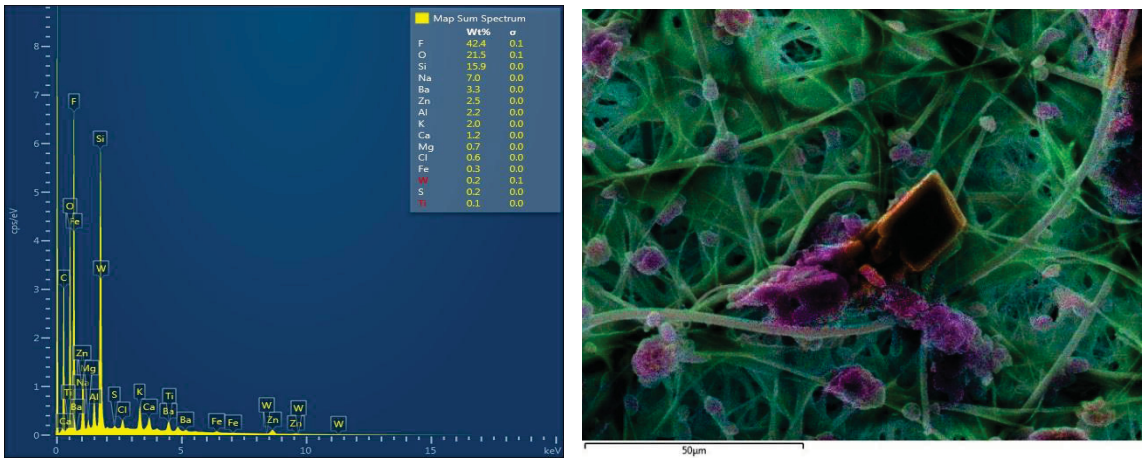 Map Sum Spectrum
Wt% σ
F 42.4 0.1
O 21.5 0.1
Si 15.9 0.0
Na 7.0 0.0
Ba 3.3 0.0
Zn 2.5 0.0
Al 2.2 0.0
K 2.0 0.0
Ca 1.2 0.0
Mg 0.7 0.0
Cl 0.6 0.0
Fe 0.3 0.0
W 0.2 0.1
S 0.2 0.0
Ti 0.1 0.0
8
7
6
5
4
3
2
1
0
cps/eV
F
Si
O
Fe
W
C
Zn
Mg
Na
Ti
Al
Ba
Ca
S
Cl
K
Ca
Ti
Ba
Ba
Fe
Fe
W
Zn
W
Zn
W
0
5
10
15
keV
50µm